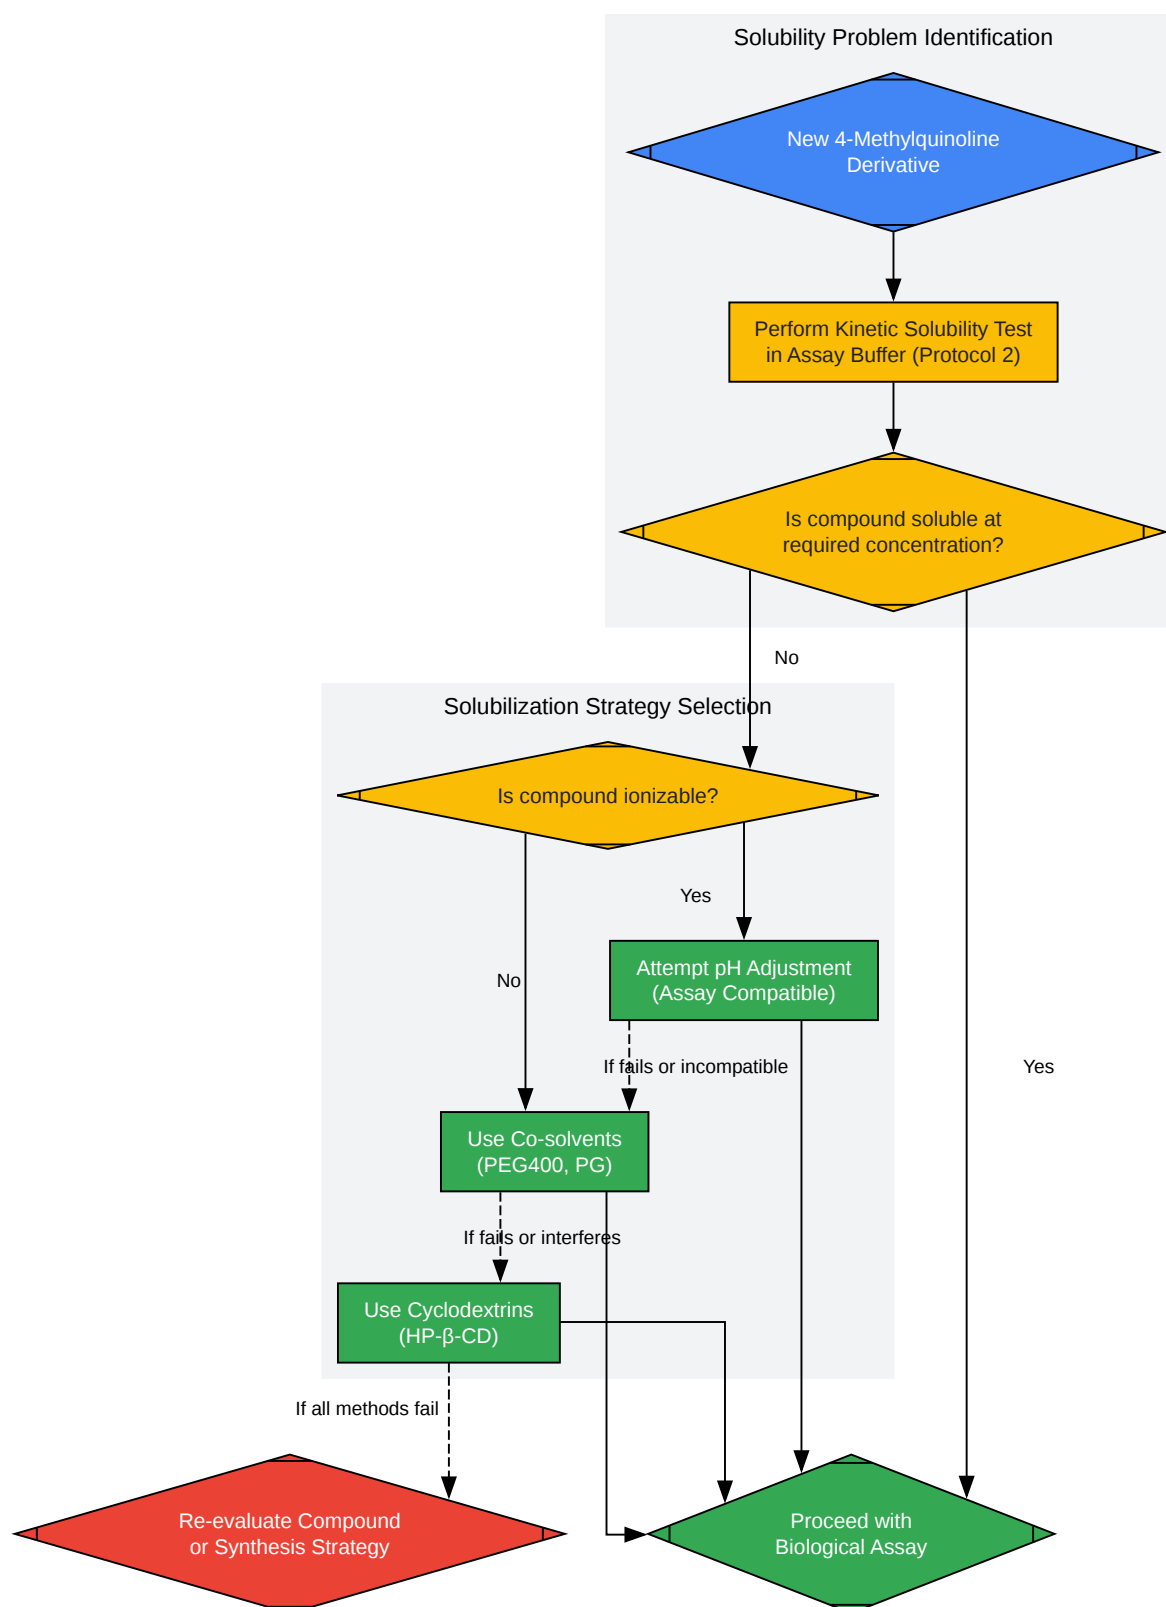 Solubility Problem Identification
New 4-Methylquinoline
Derivative
Perform Kinetic Solubility Test
in Assay Buffer (Protocol 2)
Is compound soluble at
required concentration?
No
Solubilization Strategy Selection
Is compound ionizable?
Yes
No
Attempt pH Adjustment
(Assay Compatible)
If fails or incompatible
Yes
Use Co-solvents
(PEG400, PG)
If fails or interferes
Use Cyclodextrins
(HP-β-CD)
If all methods fail
Re-evaluate Compound
or Synthesis Strategy
Proceed with
Biological Assay